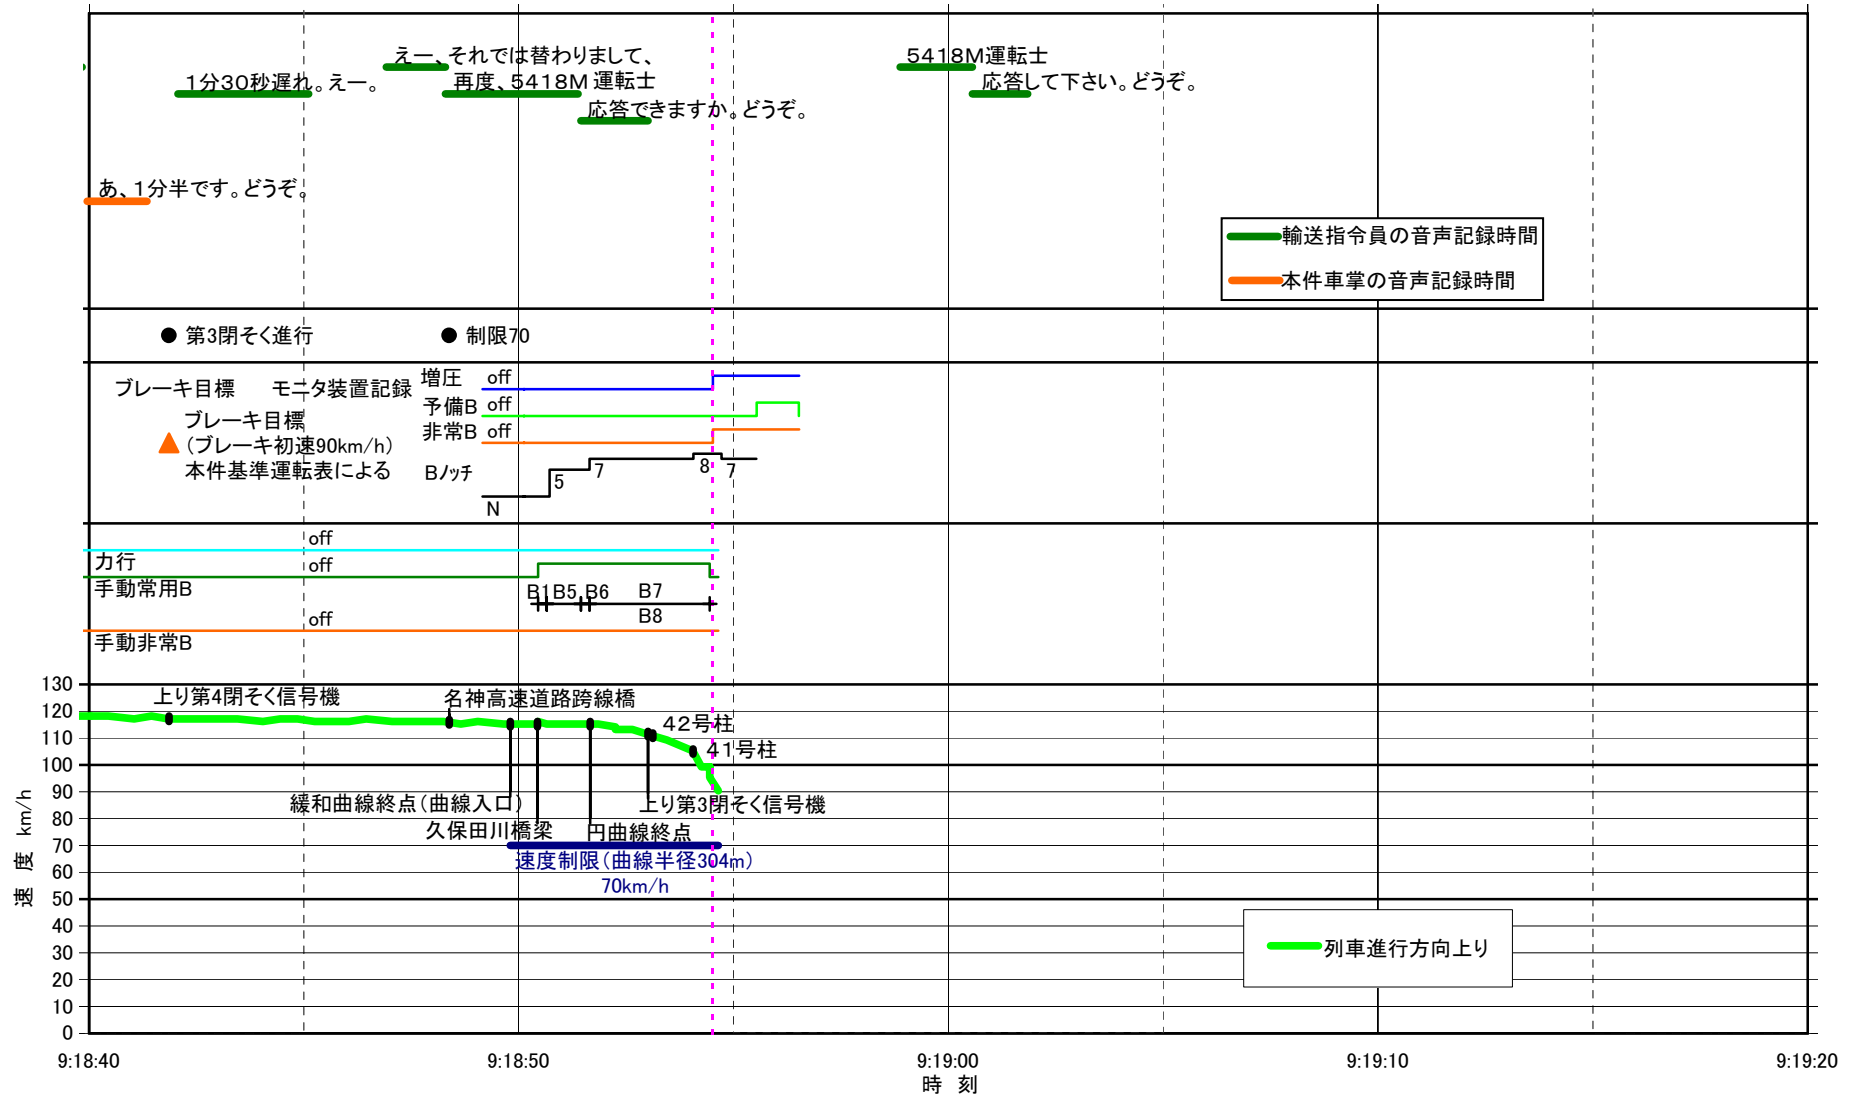 えー、それでは替わりまして、
5418M運転士
1分30秒遅れ。えー。
再度、5418M 運転士
応答して下さい。どうぞ。
応答できますか。どうぞ。
あ、1分半です。どうぞ。
輸送指令員の音声記録時間
本件車掌の音声記録時間
第3閉そく進行
制限70
ブレーキ目標
モニタ装置記録
増圧 off
予備B off
非常B off
ブレーキ目標
(ブレーキ初速90km/h)
本件基準運転表による
Bノッチ
N
5
7
8
7
off
力行
off
手動常用B
B1 B5 B6 B7
B8
off
手動非常B
上り第4閉そく信号機
名神高速道路跨線橋
42号柱
41号柱
緩和曲線終点(曲線入口)
上り第3閉そく信号機
久保田川橋梁
円曲線終点
速度制限(曲線半径304m)
70km/h
列車進行方向上り
130
120
110
100
90
80
70
60
50
40
30
20
10
0
速 度 km/h
9:18:40
9:18:50
9:19:00
9:19:10
9:19:20
時 刻